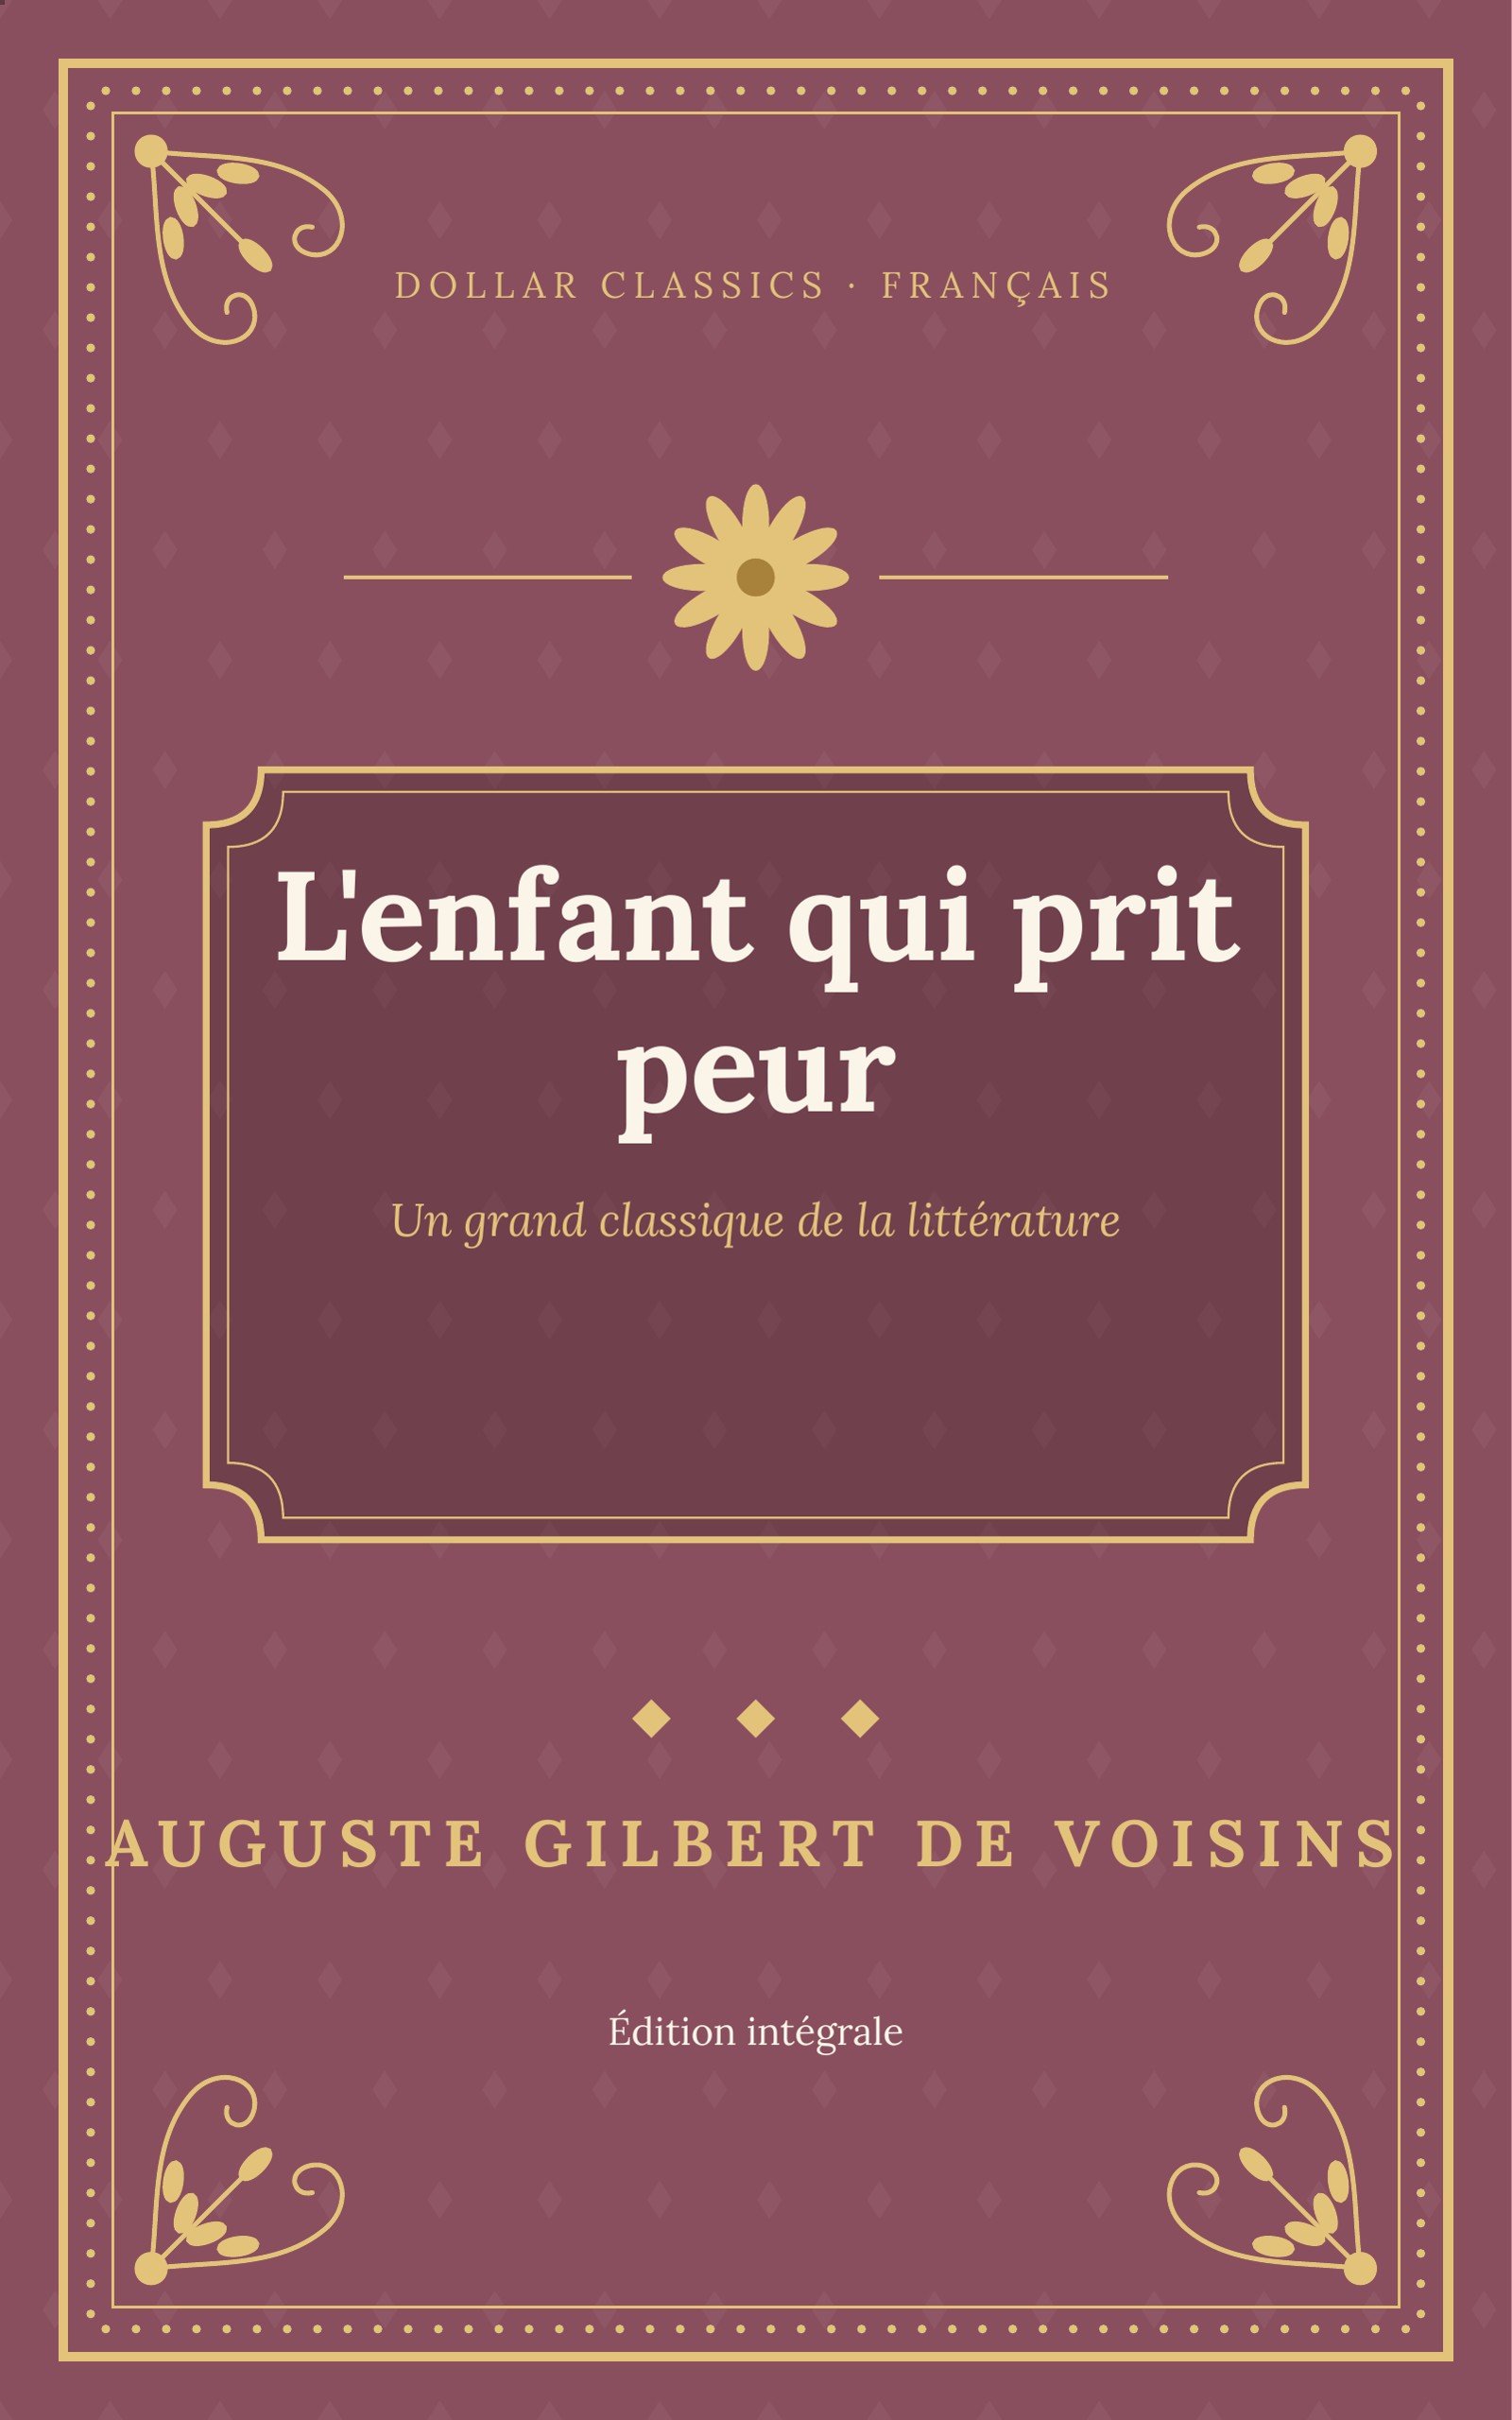 DOLLAR CLASSICS · FRANÇAIS
L'enfant qui prit
peur
Un grand classique de la littérature
AUGUSTE GILBERT DE VOISINS
Édition intégrale